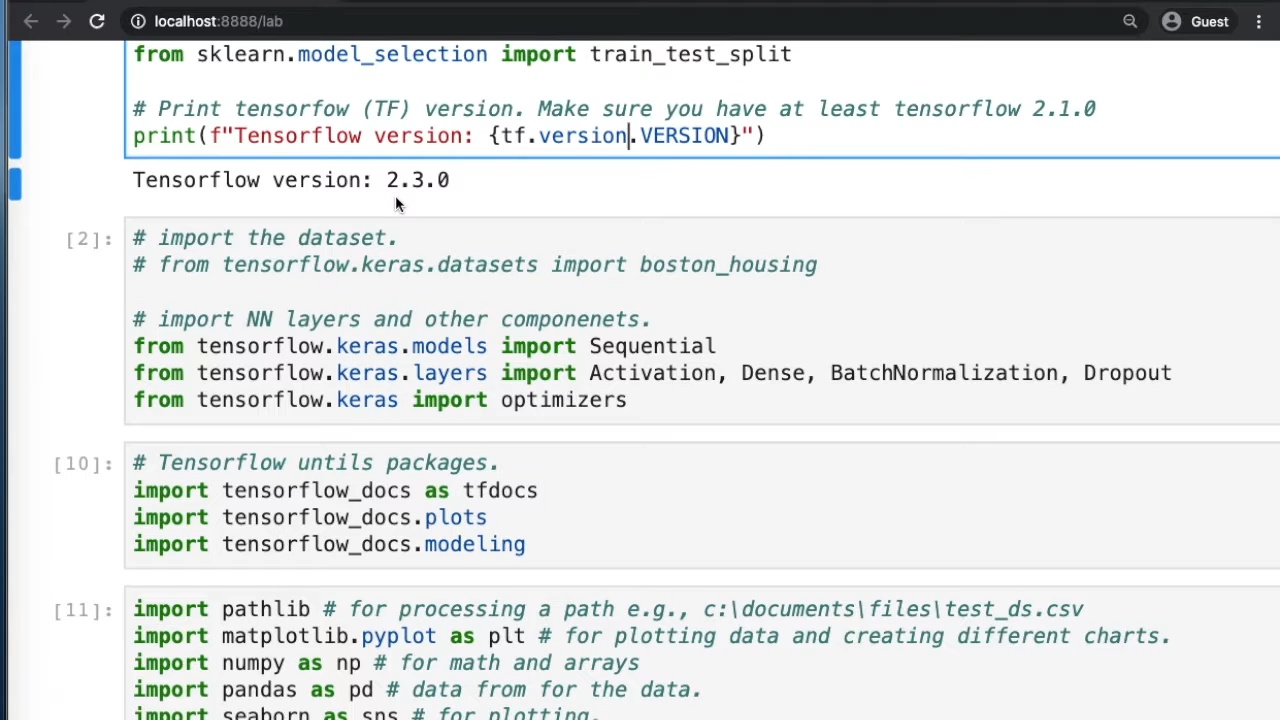 localhost:8888/lab
Guest
from sklearn.model_selection import train_test_split
# Print tensorfow (TF) version. Make sure you have at least tensorflow 2.1.0
print(f"Tensorflow version: {tf.version.VERSION}")
Tensorflow version: 2.3.0
[2]:
# import the dataset.
# from tensorflow.keras.datasets import boston_housing
# import NN layers and other componenets.
from tensorflow.keras.models import Sequential
from tensorflow.keras.layers import Activation, Dense, BatchNormalization, Dropout
from tensorflow.keras import optimizers
[10]:
# Tensorflow untils packages.
import tensorflow_docs as tfdocs
import tensorflow_docs.plots
import tensorflow_docs.modeling
[11]:
import pathlib # for processing a path e.g., c:\documents\files\test_ds.csv
import matplotlib.pyplot as plt # for plotting data and creating different charts.
import numpy as np # for math and arrays
import pandas as pd # data from for the data.
import seaborn as sns # for plotting.